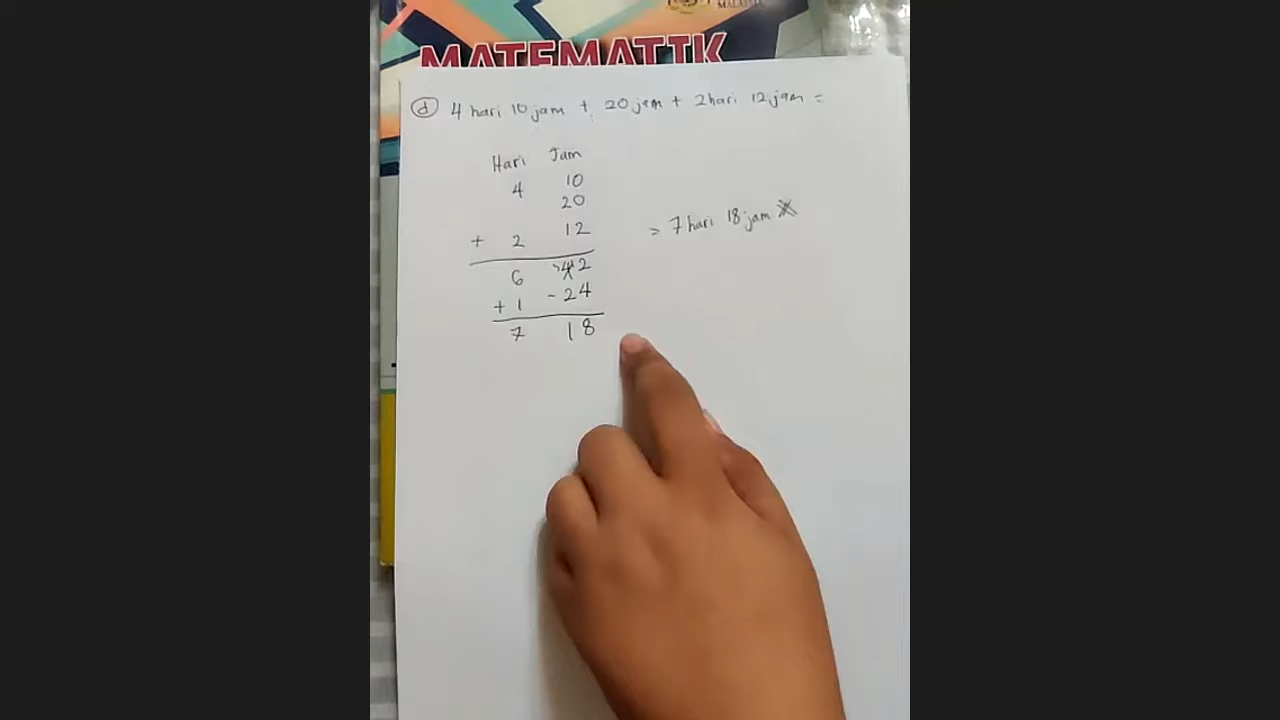 MATEMATIK
d 4 hari 10 jam + 20 jam + 2 hari 12 jam =
Hari Jam
4 10
20
+ 2 12
= 7 hari 18 jam
6 42
+ 1 - 24
7 18